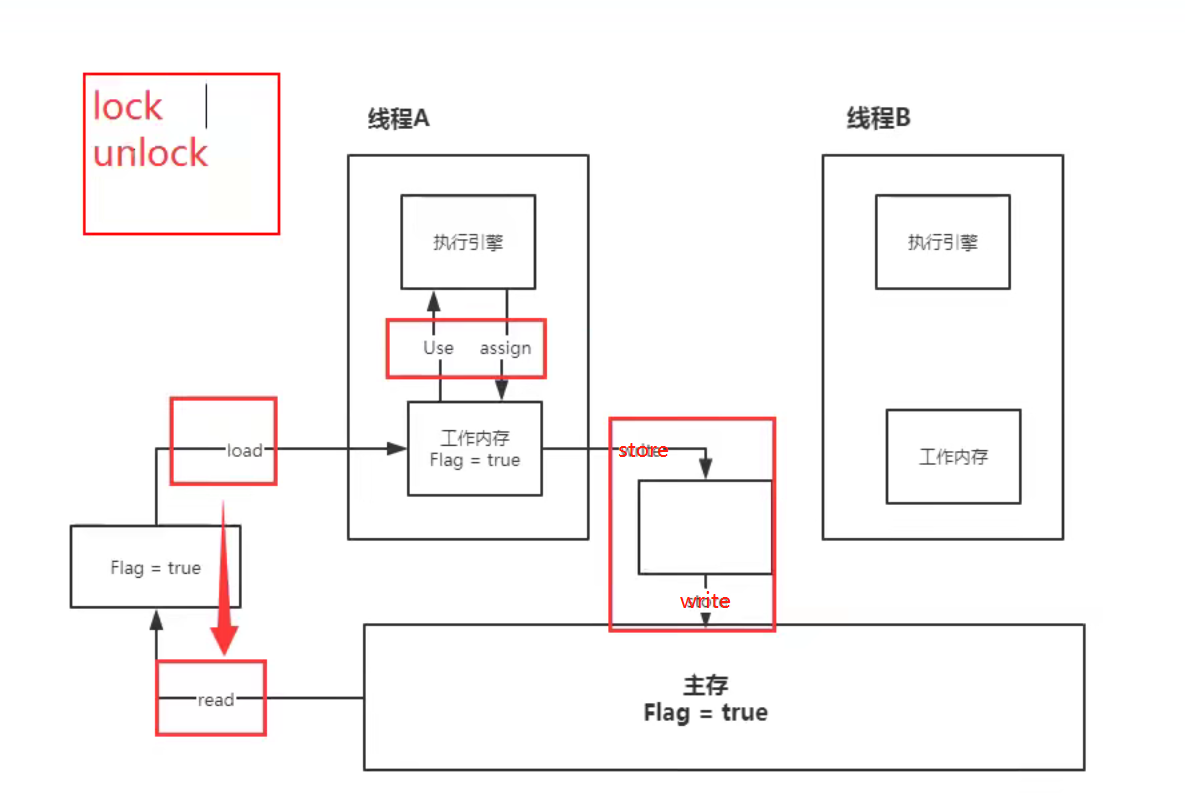 lock
unlock
线程A
线程B
执行引擎
执行引擎
Use
assign
工作内存
Flag = true
工作内存
load
store
Flag = true
write
read
主存
Flag = true